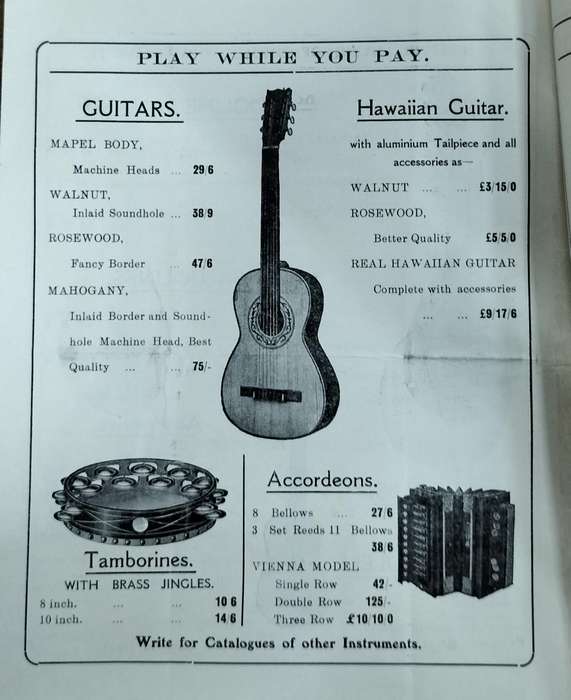 PLAY WHILE YOU PAY.
GUITARS.
MAPEL BODY,
Machine Heads ... 29/6
WALNUT,
Inlaid Soundhole ... 38/9
ROSEWOOD,
Fancy Border .. 47/6
MAHOGANY,
Inlaid Border and Sound-
hole Machine Head, Best
Quality ... ... 75/-
Hawaiian Guitar.
with aluminium Tailpiece and all
accessories as—
WALNUT ... ... £3/15/0
ROSEWOOD,
Better Quality £5/5/0
REAL HAWAIIAN GUITAR
Complete with accessories
... ... £9/17/6
Tamborines.
WITH BRASS JINGLES.
8 inch. ... ... 10 6
10 inch. ... ... 14/6
Accordeons.
8 Bellows ... 27/6
3 Set Reeds 11 Bellows
38/6
VIENNA MODEL
Single Row 42/-
Double Row 125/-
Three Row £10/10/0
Write for Catalogues of other Instruments.